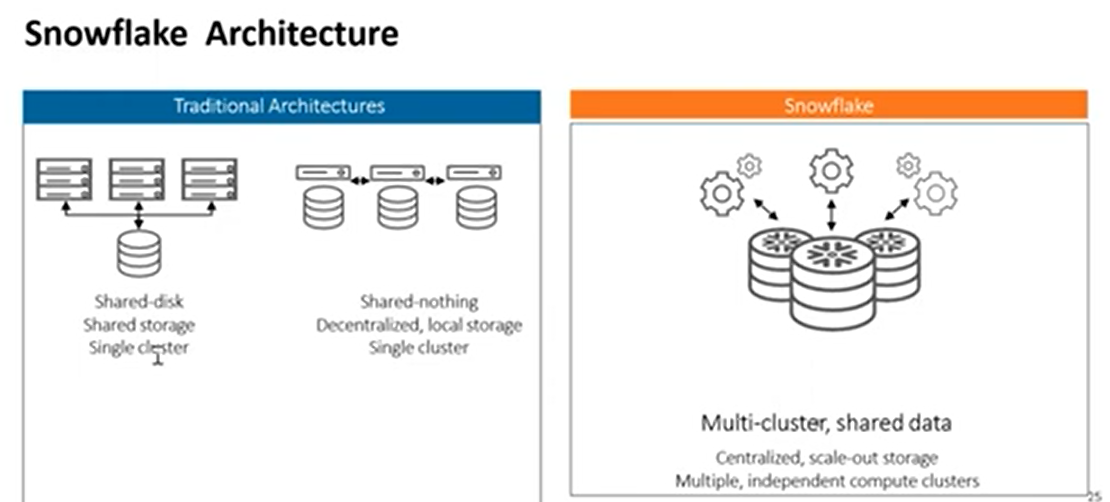 Snowflake Architecture
Traditional Architectures
Shared-disk
Shared storage
Single cluster
Shared-nothing
Decentralized, local storage
Single cluster
Snowflake
Multi-cluster, shared data
Centralized, scale-out storage
Multiple, independent compute clusters
25